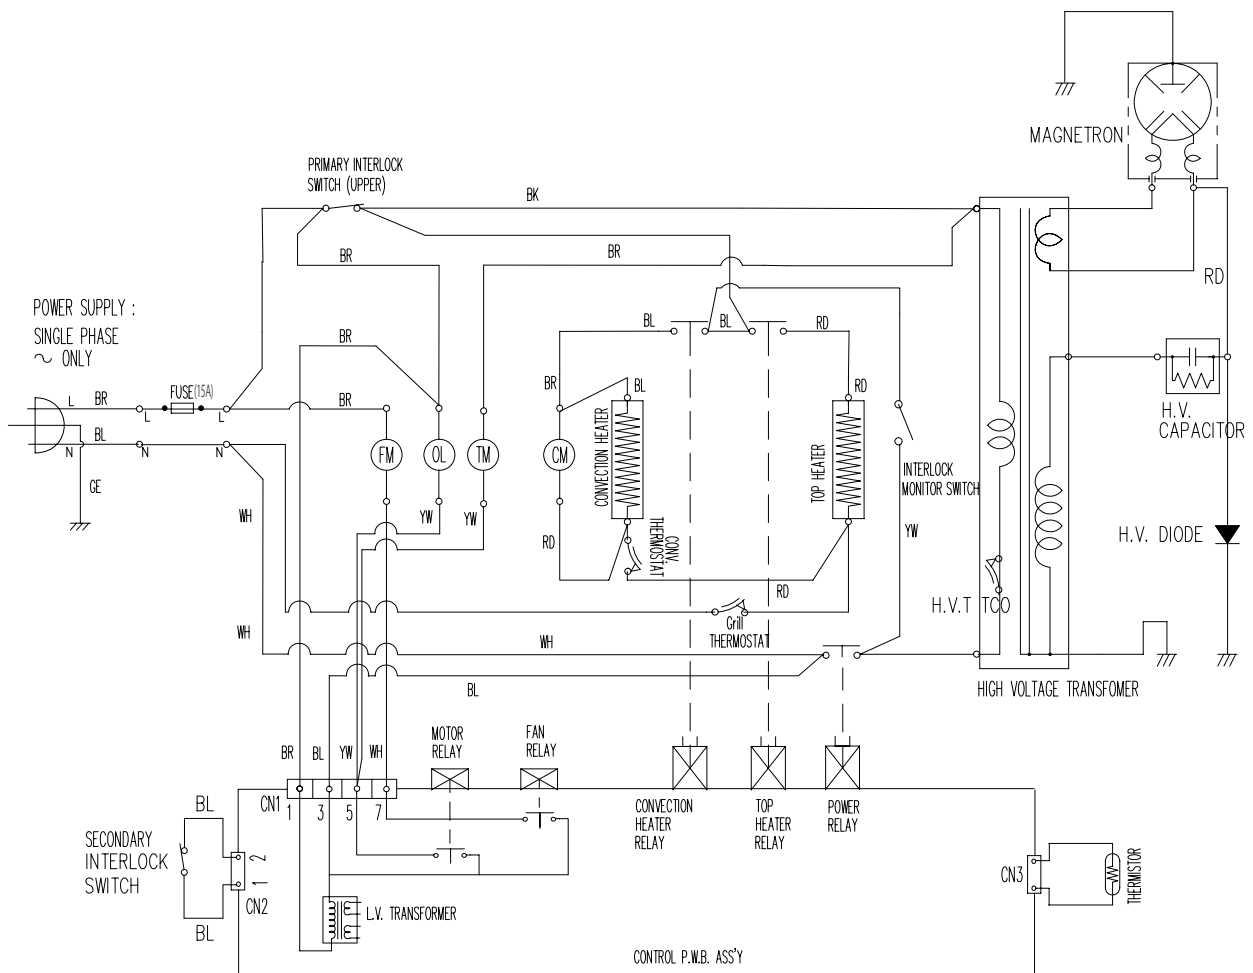 MAGNETRON
PRIMARY INTERLOCK
SWITCH (UPPER)
BK
BR
BR
RD
POWER SUPPLY :
SINGLE PHASE
~ ONLY
BR
BL
BL
RD
L
BR
FUSE(15A)
L
L
BR
BR
BL
RD
H.V.
CAPACITOR
BL
N
N
N
FM
OL
TM
CM
CONVECTION HEATER
TOP HEATER
INTERLOCK
MONITOR SWITCH
GE
WH
YW
YW
RD
CONV.
THERMOSTAT
YW
H.V. DIODE
RD
H.V.T TCO
WH
Grill
THERMOSTAT
WH
BL
HIGH VOLTAGE TRANSFOMER
BR
BL
YW
WH
MOTOR
RELAY
FAN
RELAY
CN1
1
3
5
7
CONVECTION
HEATER
RELAY
TOP
HEATER
RELAY
POWER
RELAY
BL
SECONDARY
INTERLOCK
SWITCH
2
1
CN2
BL
L.V. TRANSFORMER
CN3
THERMISTOR
CONTROL P.W.B. ASS'Y